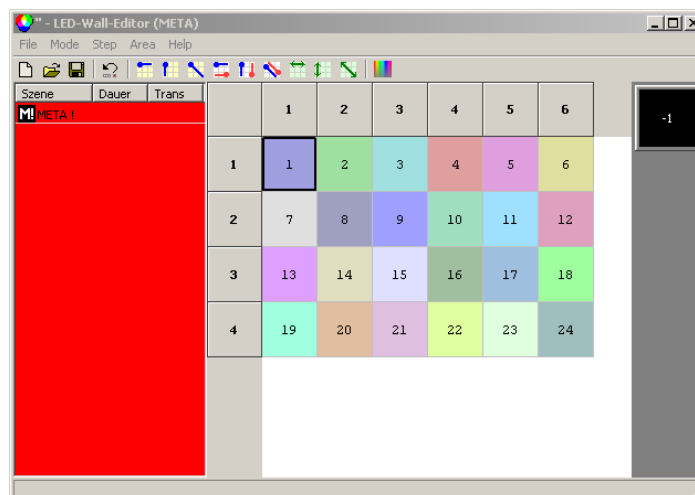 " - LED-Wall-Editor (META)
File Mode Step Area Help
Szene Dauer Trans
M! META !
1 2 3 4 5 6
-1
1 1 2 3 4 5 6
2 7 8 9 10 11 12
3 13 14 15 16 17 18
4 19 20 21 22 23 24